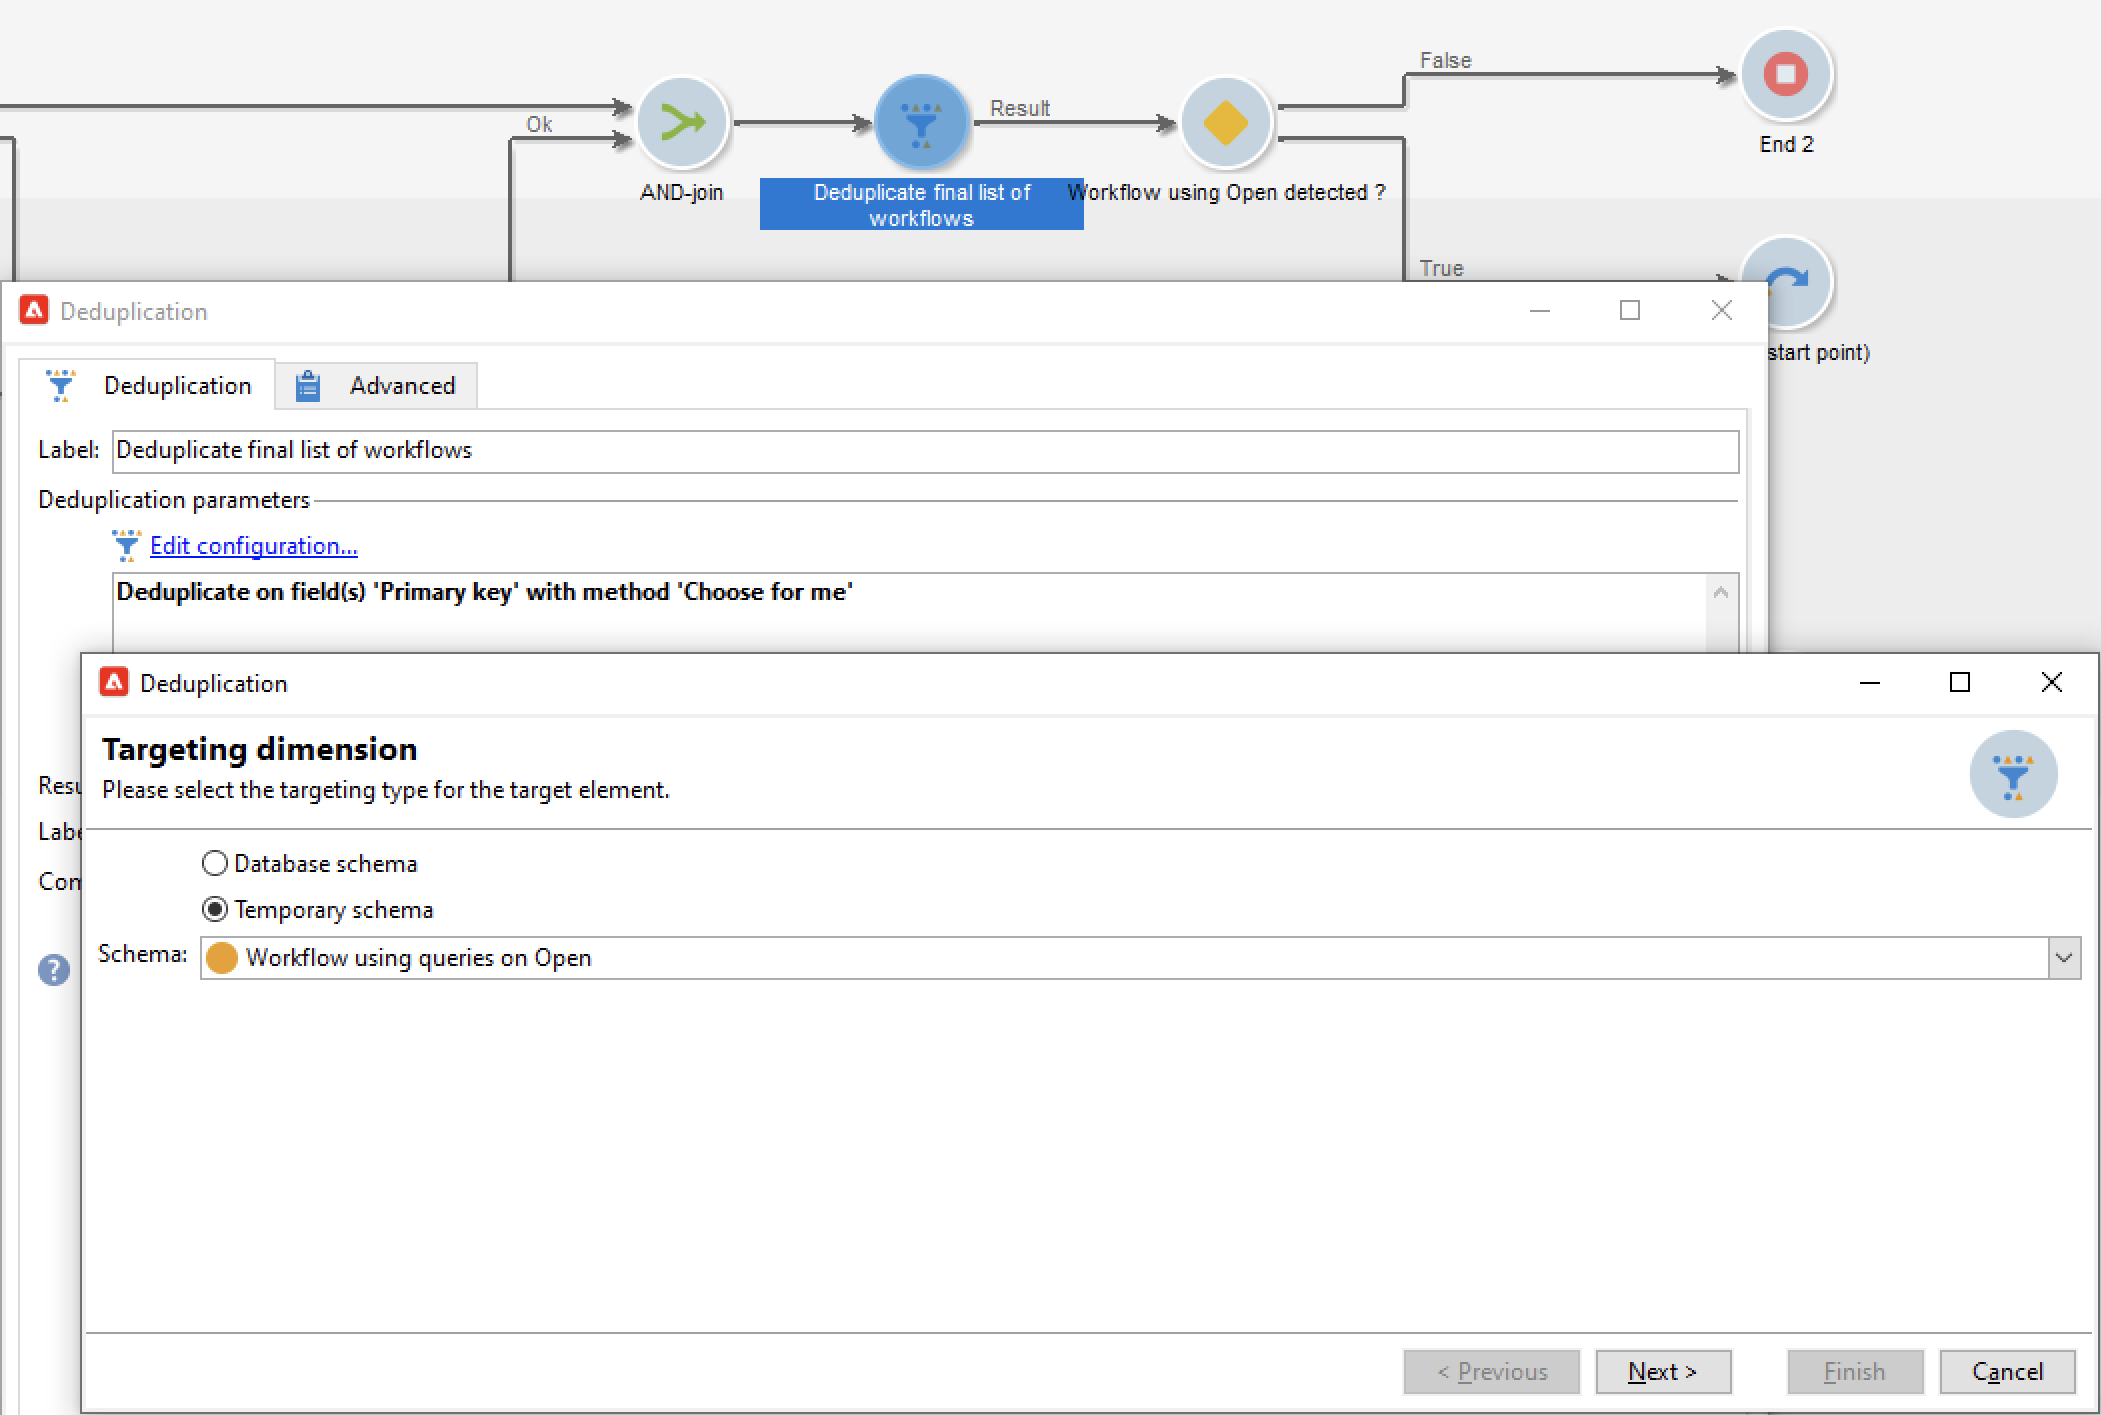 False
Ok
Result
End 2
AND-join
Deduplicate final list of
workflows
Workflow using Open detected ?
True
start point)
Deduplication
Deduplication
Advanced
Label:
Deduplicate final list of workflows
Deduplication parameters
Edit configuration...
Deduplicate on field(s) 'Primary key' with method 'Choose for me'
Deduplication
Targeting dimension
Please select the targeting type for the target element.
Resu
Labe
Con
Database schema
Temporary schema
Schema:
Workflow using queries on Open
?
< Previous
Next >
Finish
Cancel